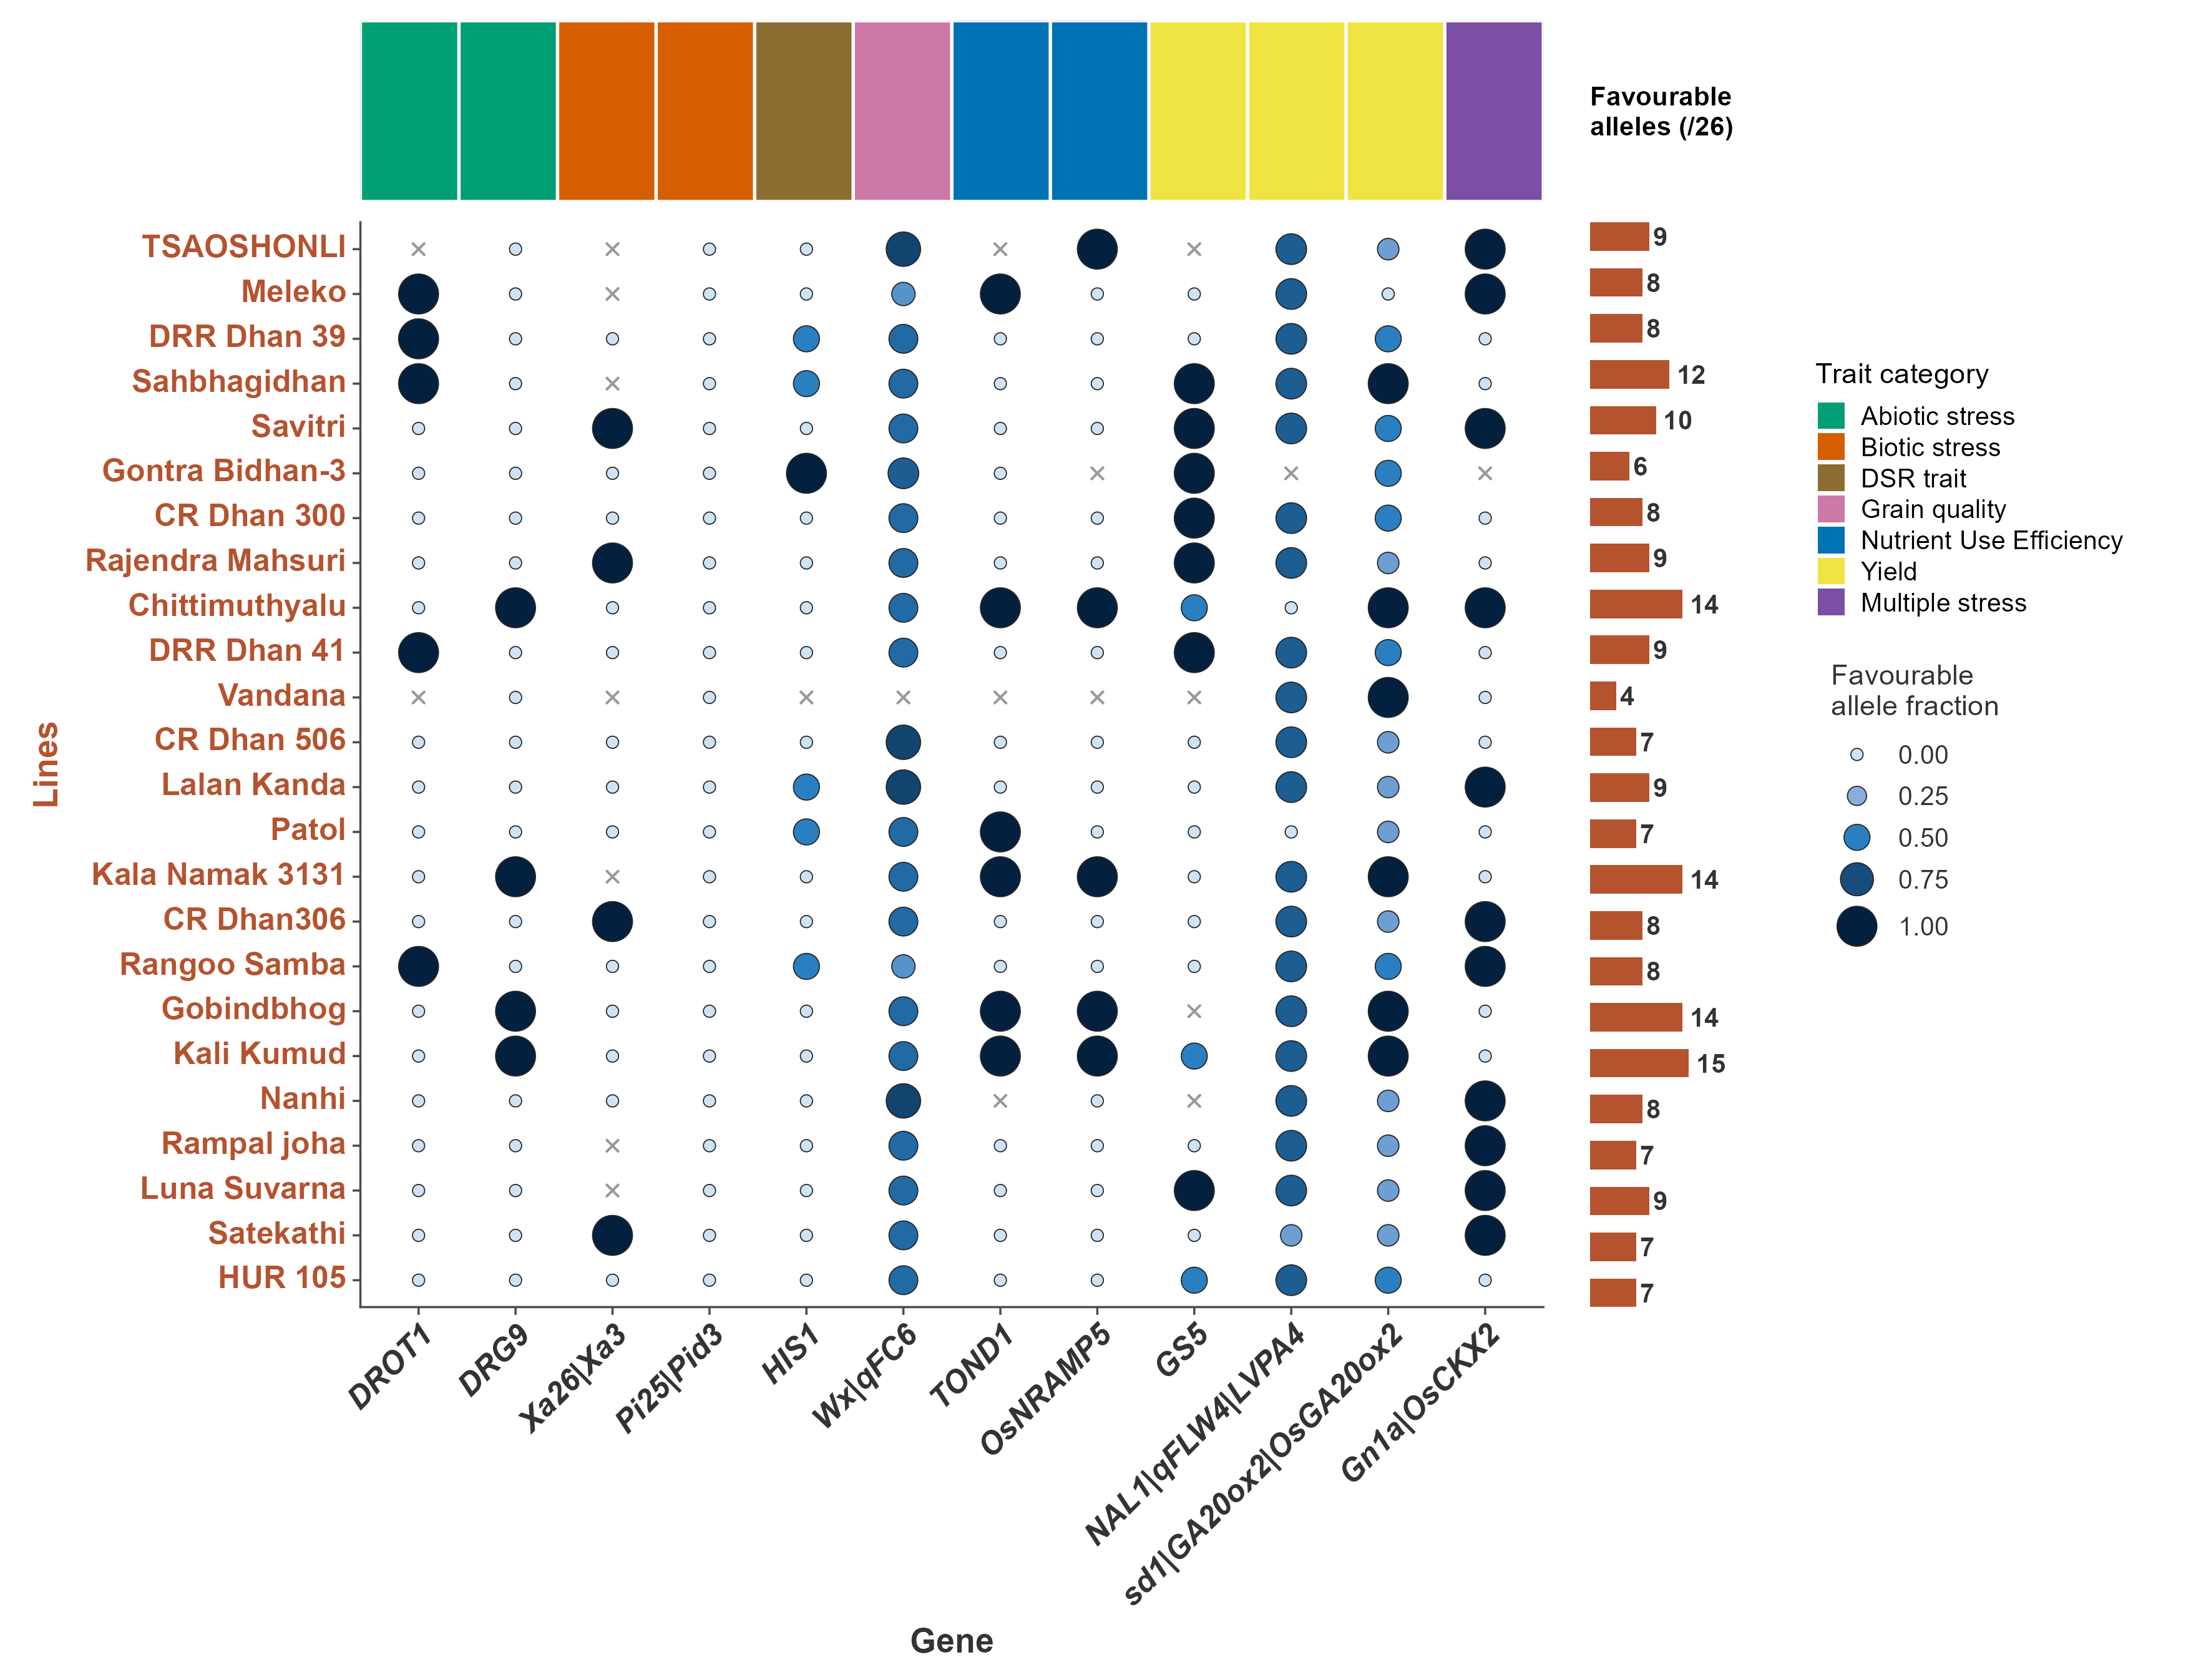 Favourable
alleles (/26)
TSAOSHONLI 9
Meleko 8
DRR Dhan 39 8
Sahbhagidhan 12
Savitri 10
Gontra Bidhan-3 6
CR Dhan 300 8
Rajendra Mahsuri 9
Chittimuthyalu 14
DRR Dhan 41 9
Vandana 4
CR Dhan 506 7
Lalan Kanda 9
Patol 7
Kala Namak 3131 14
CR Dhan306 8
Rangoo Samba 8
Gobindbhog 14
Kali Kumud 15
Nanhi 8
Rampal joha 7
Luna Suvarna 9
Satekathi 7
HUR 105 7
Lines
DROT1
DRG9
Xa26|Xa3
Pi25|Pid3
HIS1
Wx|qFC6
TOND1
OsNRAMP5
GS5
NAL1|qFLW4|LVPA4
sd1|GA20ox2|OsGA20ox2
Gn1a|OsCKX2
Gene
Trait category
Abiotic stress
Biotic stress
DSR trait
Grain quality
Nutrient Use Efficiency
Yield
Multiple stress
Favourable
allele fraction
0.00
0.25
0.50
0.75
1.00